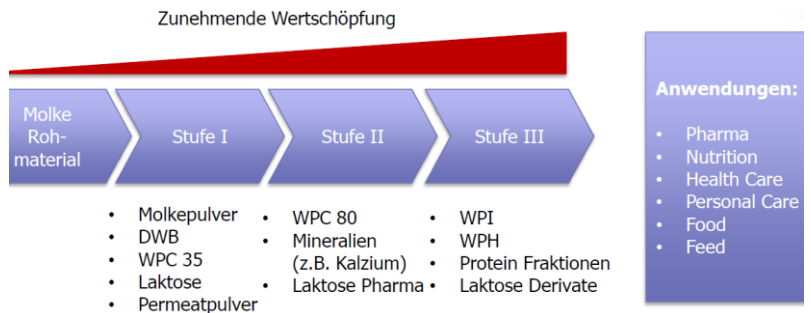 Zunehmende Wertschöpfung
Molke
Roh-
material
Stufe I
Stufe II
Stufe III
• Molkepulver
• DWB
• WPC 35
• Laktose
• Permeatpulver
• WPC 80
• Mineralien
(z.B. Kalzium)
• Laktose Pharma
• WPI
• WPH
• Protein Fraktionen
• Laktose Derivate
Anwendungen:
• Pharma
• Nutrition
• Health Care
• Personal Care
• Food
• Feed